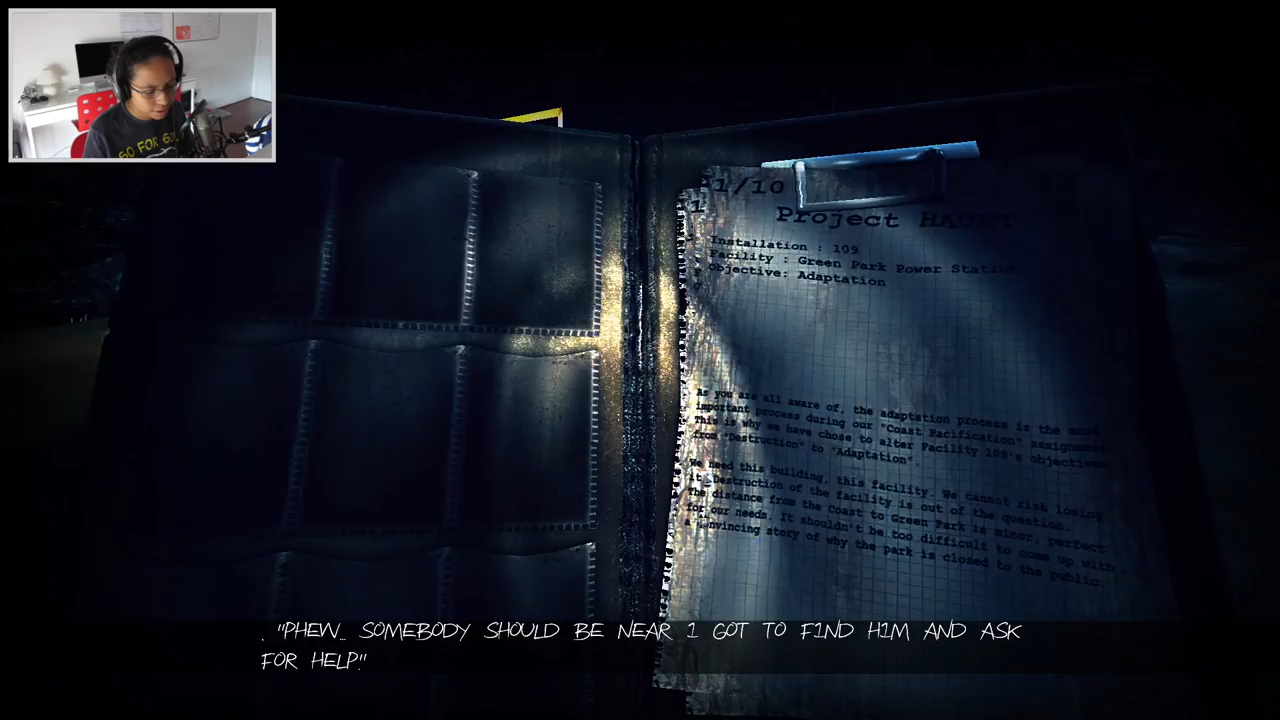 GO FOR GO
1/10
1
Project HAUNT
Installation : 109
Facility : Green Park Power Station
Objective: Adaptation
As you are all aware of, the adaptation process is the most
important process during our "Coast Pacification" assignment
This is why we have chose to alter Facility 109's objectives
from "Destruction" to "Adaptation".
We need this building, this facility. We cannot risk losing
it. Destruction of the facility is out of the question.
The distance from the Coast to Green Park is minor, perfect
for our needs. It shouldn't be too difficult to come up with
a convincing story of why the park is closed to the public
. "PHEW.. SOMEBODY SHOULD BE NEAR I GOT TO FIND HIM AND ASK
FOR HELP."